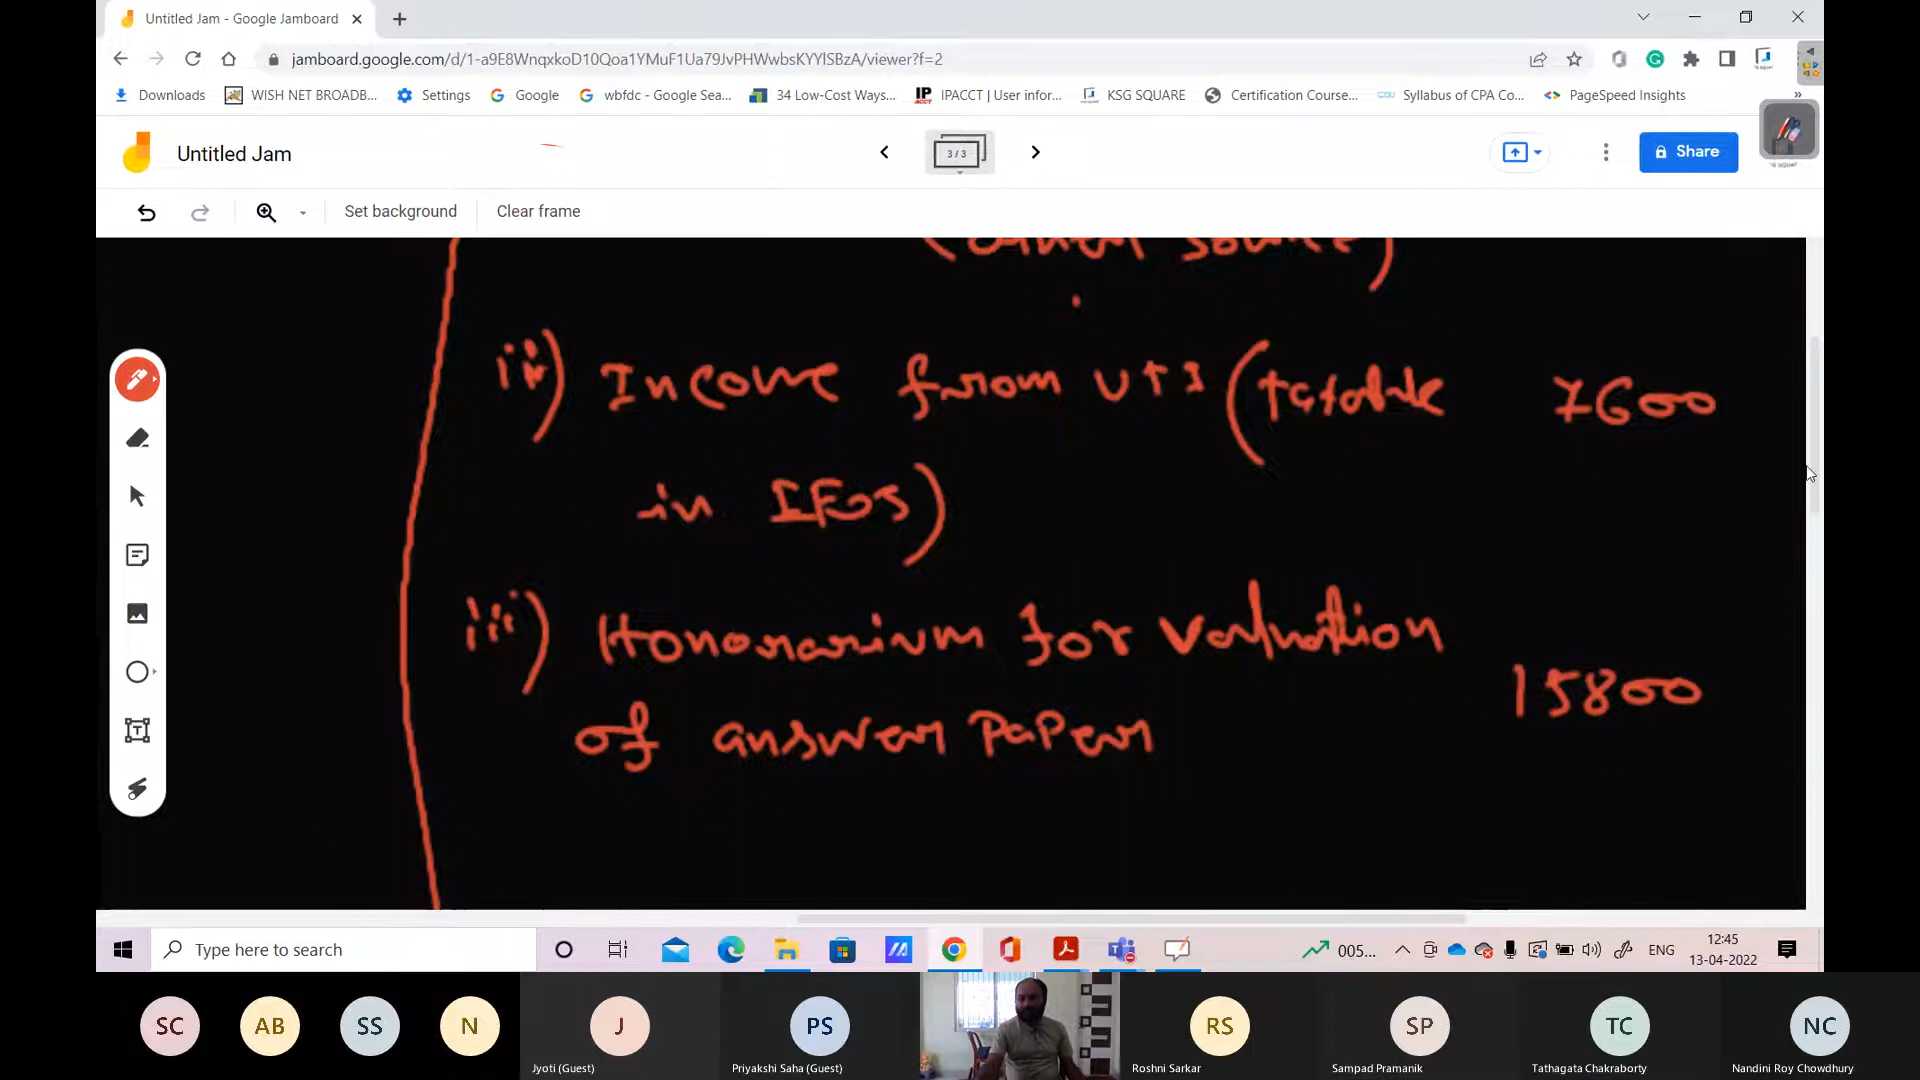 Untitled Jam - Google Jamboard
jamboard.google.com/d/1-a9E8WnqxkoD10Qoa1YMuF1Ua79JvPHWwbsKYYlSBzA/viewer?f=2
Downloads WISH NET BROADB... Settings Google wbfdc - Google Sea... 34 Low-Cost Ways... IPACCT | User infor... KSG SQUARE Certification Course... Syllabus of CPA Co... PageSpeed Insights »
Untitled Jam 3 / 3 Share
Set background Clear frame
(other source)
ii) Income from UTI (taxable 7600
in IFOS)
iii) Honorarium for valuation
15800
of answer paper
Type here to search 005... ENG 12:45
13-04-2022
SC AB SS N J PS RS SP TC NC
Jyoti (Guest) Priyakshi Saha (Guest) Roshni Sarkar Sampad Pramanik Tathagata Chakraborty Nandini Roy Chowdhury